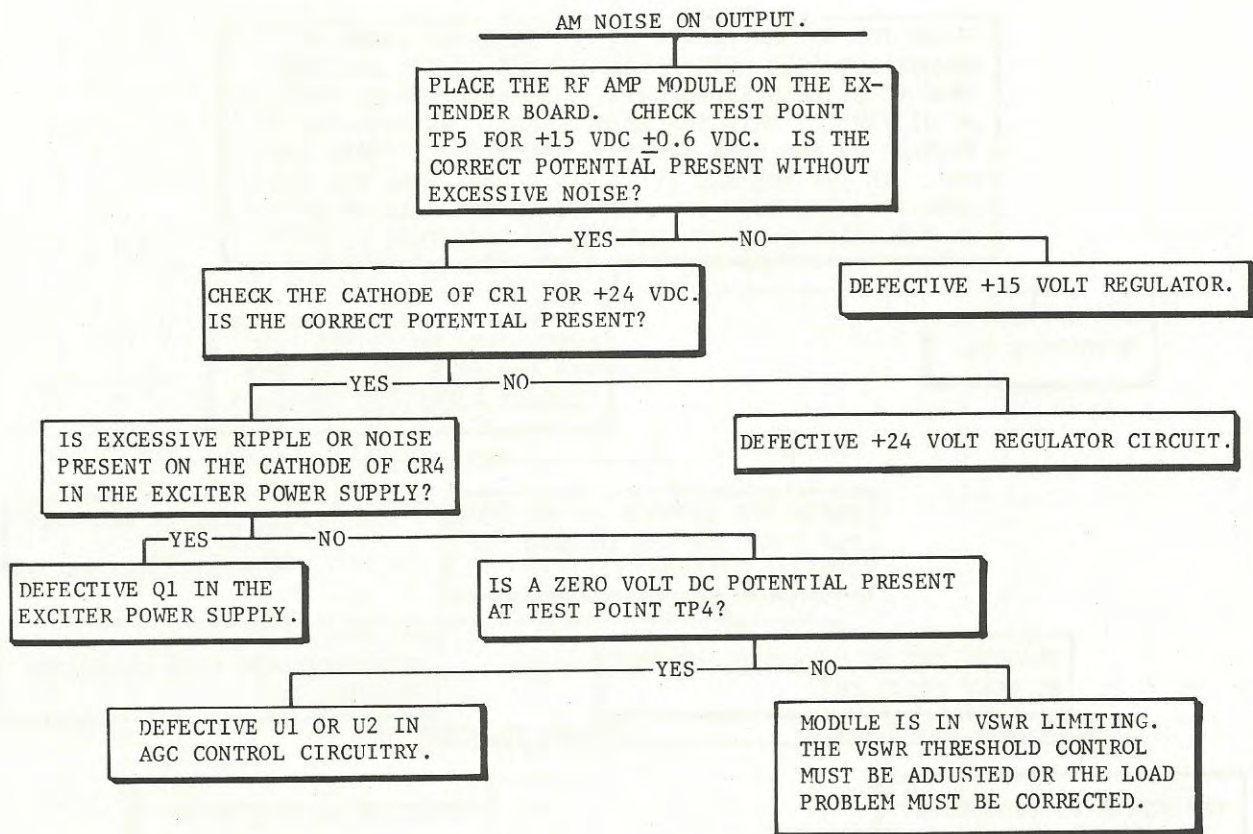 AM NOISE ON OUTPUT.
PLACE THE RF AMP MODULE ON THE EX-
TENDER BOARD. CHECK TEST POINT
TP5 FOR +15 VDC ±0.6 VDC. IS THE
CORRECT POTENTIAL PRESENT WITHOUT
EXCESSIVE NOISE?
YES NO
CHECK THE CATHODE OF CR1 FOR +24 VDC.
IS THE CORRECT POTENTIAL PRESENT?
DEFECTIVE +15 VOLT REGULATOR.
YES NO
IS EXCESSIVE RIPPLE OR NOISE
PRESENT ON THE CATHODE OF CR4
IN THE EXCITER POWER SUPPLY?
DEFECTIVE +24 VOLT REGULATOR CIRCUIT.
YES NO
DEFECTIVE Q1 IN THE
EXCITER POWER SUPPLY.
IS A ZERO VOLT DC POTENTIAL PRESENT
AT TEST POINT TP4?
YES NO
DEFECTIVE U1 OR U2 IN
AGC CONTROL CIRCUITRY.
MODULE IS IN VSWR LIMITING.
THE VSWR THRESHOLD CONTROL
MUST BE ADJUSTED OR THE LOAD
PROBLEM MUST BE CORRECTED.